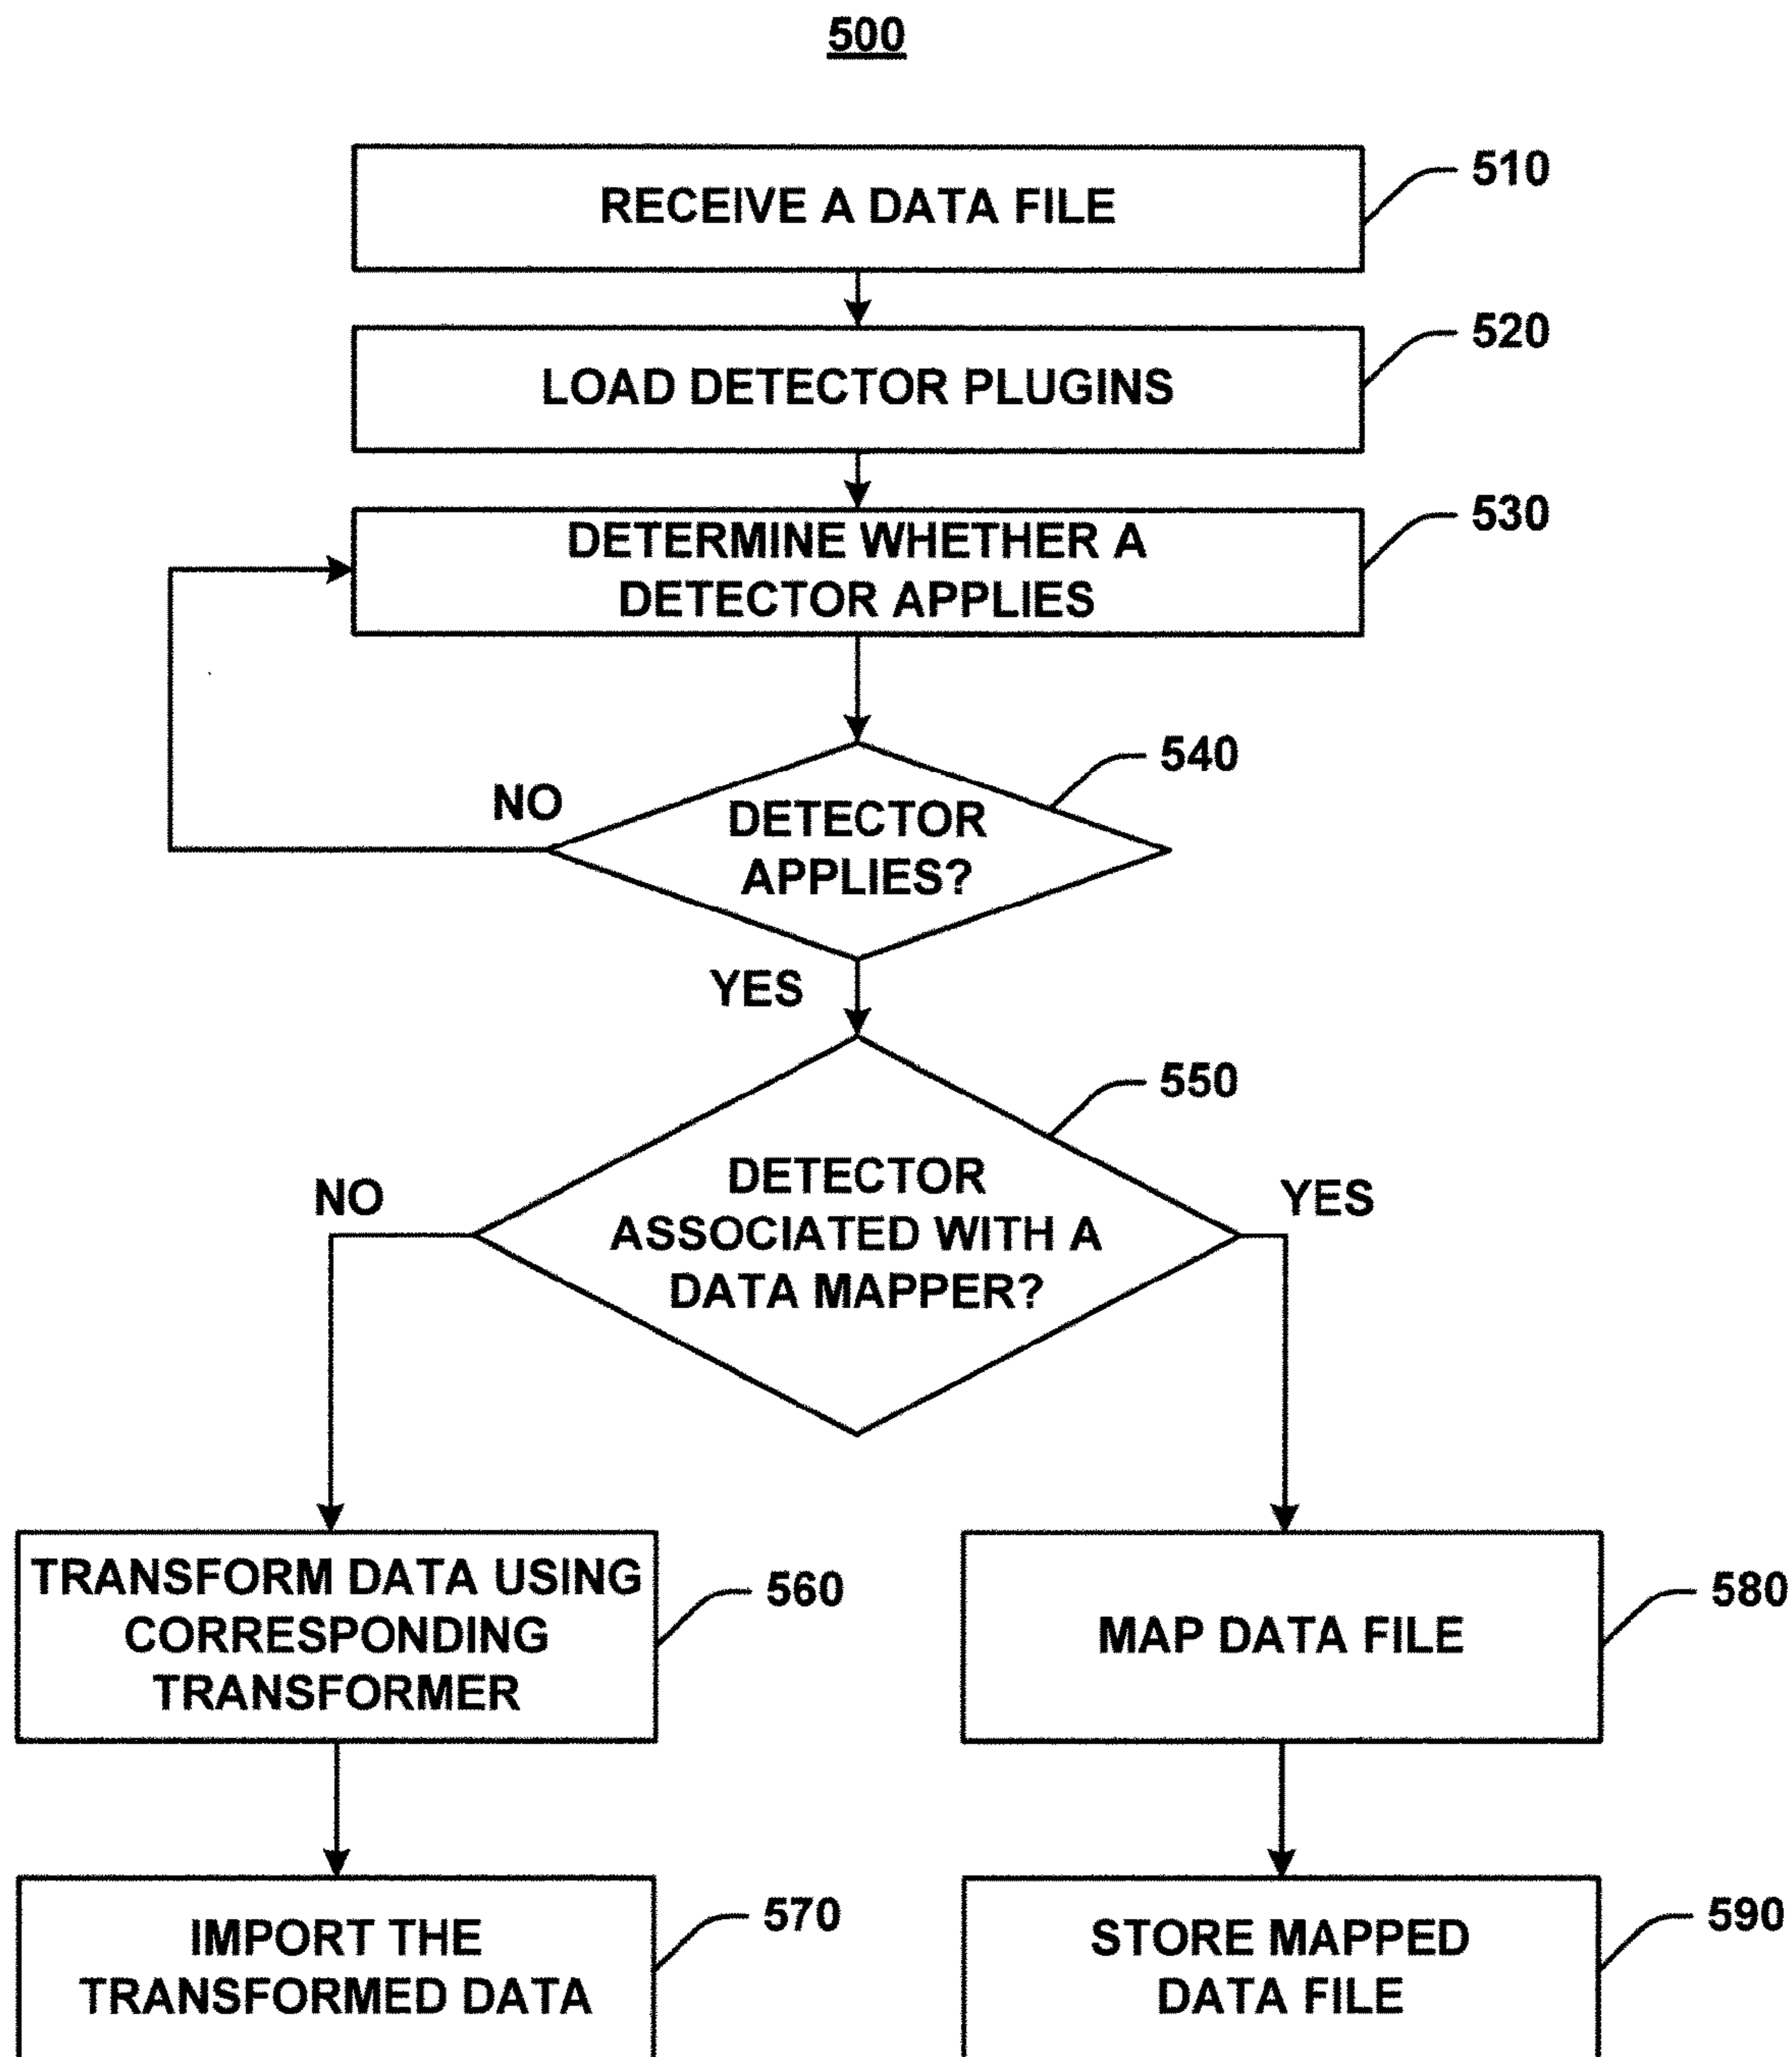 500
RECEIVE A DATA FILE
510
LOAD DETECTOR PLUGINS
520
DETERMINE WHETHER A
DETECTOR APPLIES
530
DETECTOR
APPLIES?
540
NO
YES
DETECTOR
ASSOCIATED WITH A
DATA MAPPER?
550
NO
YES
TRANSFORM DATA USING
CORRESPONDING
TRANSFORMER
560
MAP DATA FILE
580
IMPORT THE
TRANSFORMED DATA
570
STORE MAPPED
DATA FILE
590